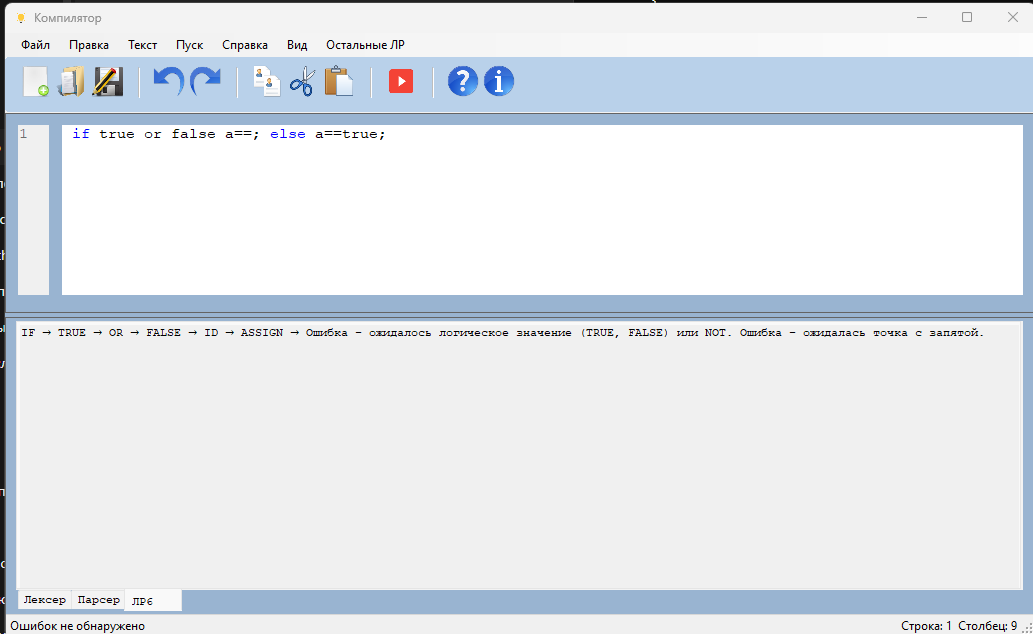 Компилятор
Файл Правка Текст Пуск Справка Вид Остальные ЛР
1 if true or false a==; else a==true;
IF → TRUE → OR → FALSE → ID → ASSIGN → Ошибка - ожидалось логическое значение (TRUE, FALSE) или NOT. Ошибка - ожидалась точка с запятой.
Лексер Парсер ЛР6
Ошибок не обнаружено Строка: 1 Столбец: 9